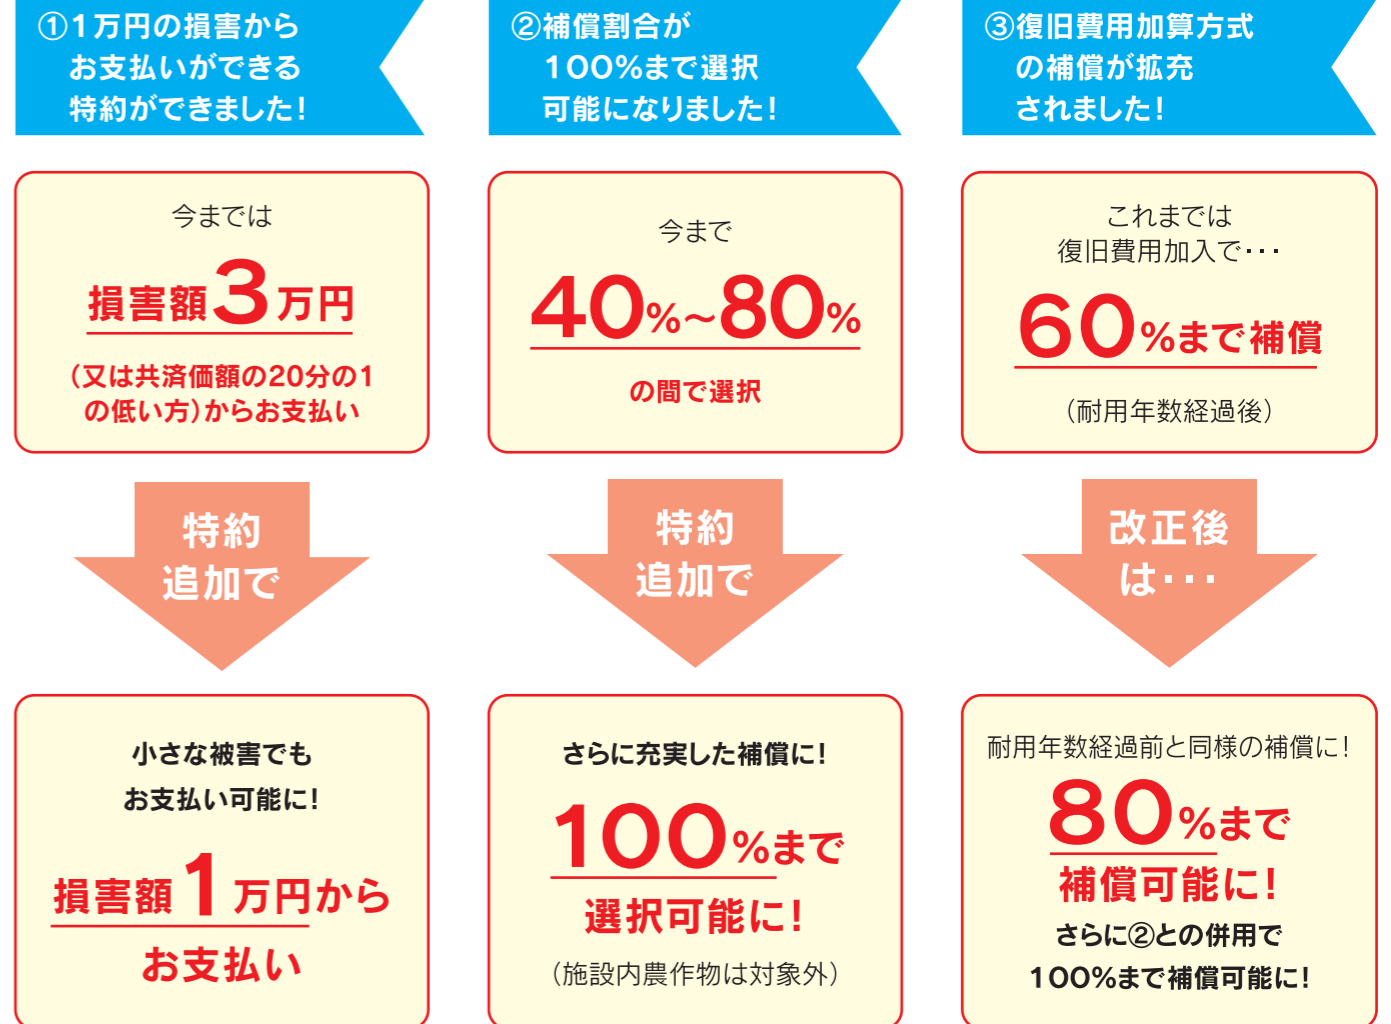 ①1万円の損害から
お支払いができる
特約ができました！
今までは
損害額3万円
（又は共済価額の20分の1
の低い方）からお支払い
特約
追加で
小さな被害でも
お支払い可能に！
損害額1万円から
お支払い
②補償割合が
100％まで選択
可能になりました！
今まで
40％～80％
の間で選択
特約
追加で
さらに充実した補償に！
100％まで
選択可能に！
（施設内農作物は対象外）
③復旧費用加算方式
の補償が拡充
されました！
これまでは
復旧費用加入で・・・
60％まで補償
（耐用年数経過後）
改正後
は・・・
耐用年数経過前と同様の補償に！
80％まで
補償可能に！
さらに②との併用で
100％まで補償可能に！